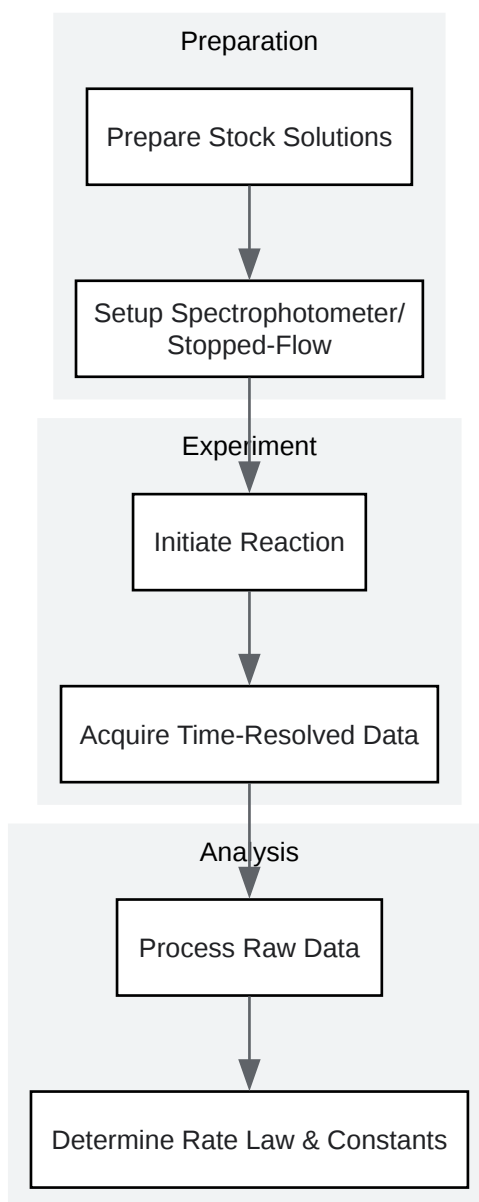 Preparation
Prepare Stock Solutions
Setup Spectrophotometer/
Stopped-Flow
Experiment
Initiate Reaction
Acquire Time-Resolved Data
Analysis
Process Raw Data
Determine Rate Law & Constants